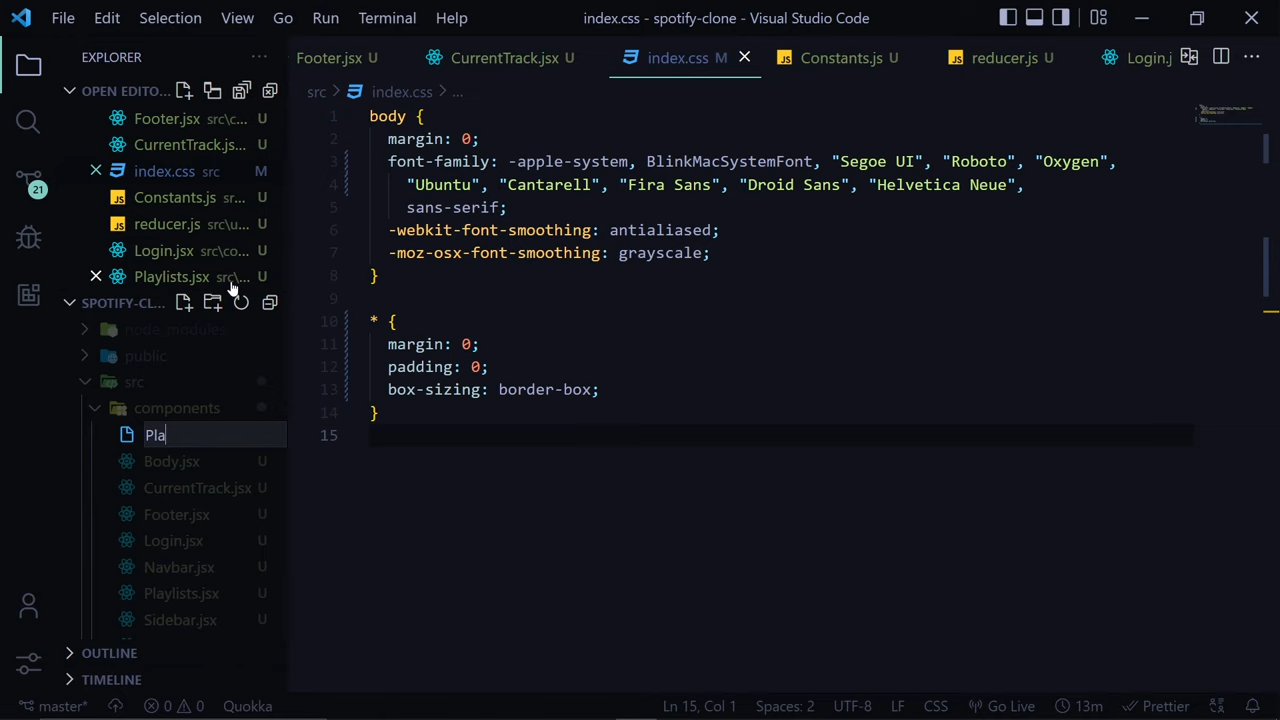 File Edit Selection View Go Run Terminal Help index.css - spotify-clone - Visual Studio Code
EXPLORER
OPEN EDITO...
Footer.jsx src\c... U
CurrentTrack.js... U
index.css src M
Constants.js sr... U
reducer.js src\u... U
Login.jsx src\co... U
Playlists.jsx src\... U
SPOTIFY-CL...
node_modules
public
src
components
Pla
Body.jsx U
CurrentTrack.jsx U
Footer.jsx U
Login.jsx U
Navbar.jsx U
Playlists.jsx U
Sidebar.jsx U
OUTLINE
TIMELINE
21
Footer.jsx U CurrentTrack.jsx U index.css M Constants.js U reducer.js U Login.j
src index.css ...
1 body {
2 margin: 0;
3 font-family: -apple-system, BlinkMacSystemFont, "Segoe UI", "Roboto", "Oxygen",
4 "Ubuntu", "Cantarell", "Fira Sans", "Droid Sans", "Helvetica Neue",
5 sans-serif;
6 -webkit-font-smoothing: antialiased;
7 -moz-osx-font-smoothing: grayscale;
8 }
9
10 * {
11 margin: 0;
12 padding: 0;
13 box-sizing: border-box;
14 }
15
master* 0 0 Quokka Ln 15, Col 1 Spaces: 2 UTF-8 LF CSS Go Live 13m Prettier